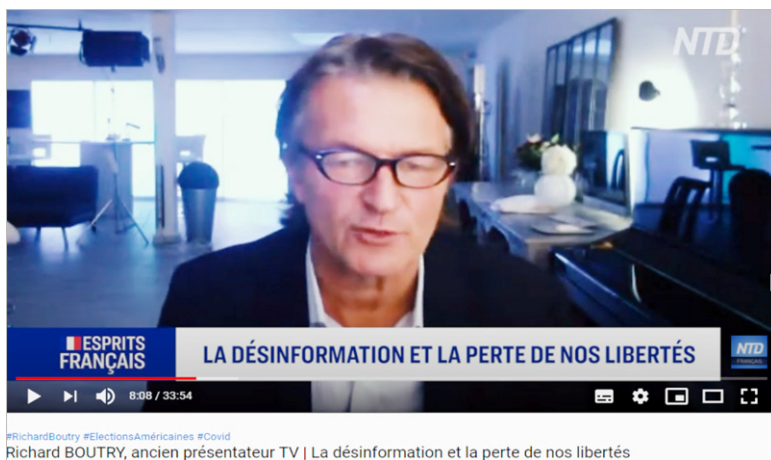 NTD
ESPRITS
FRANÇAIS
LA DÉSINFORMATION ET LA PERTE DE NOS LIBERTÉS
NTD
FRANÇAIS
8:08 / 33:54
#RichardBoutry #ElectionsAméricaines #Covid
Richard BOUTRY, ancien présentateur TV | La désinformation et la perte de nos libertés